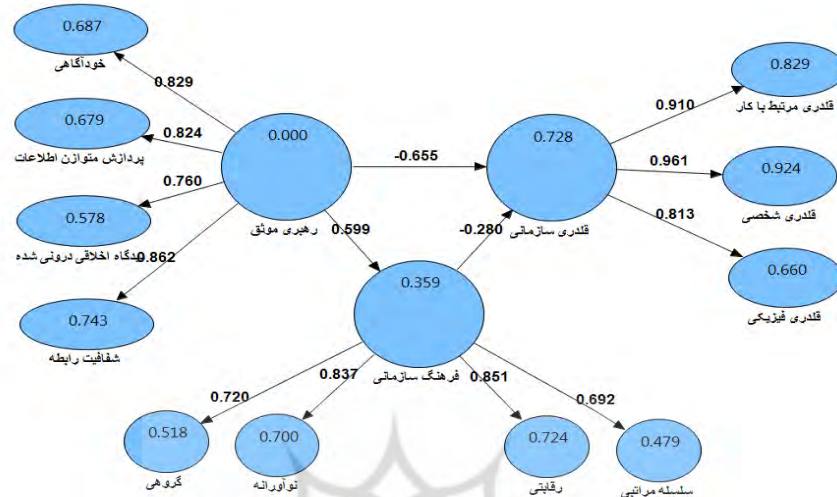 0.687
خودآگاهی
0.829
0.679
پردازش متوازن اطلاعات
0.824
0.760
0.578
دگاه اخلاقی درونی شده
0.862
0.743
شفافیت رابطه
0.000
رهبری موثق
-0.655
0.599
-0.280
0.728
قلدری سازمانی
0.910
0.829
قلدری مرتبط با کار
0.961
0.924
قلدری شخصی
0.813
0.660
قلدری فیزیکی
0.359
فرهنگ سازمانی
0.720
0.837
0.851
0.692
0.518
گروهی
0.700
نوآورانه
0.724
رقابتی
0.479
سلسله مراتبی